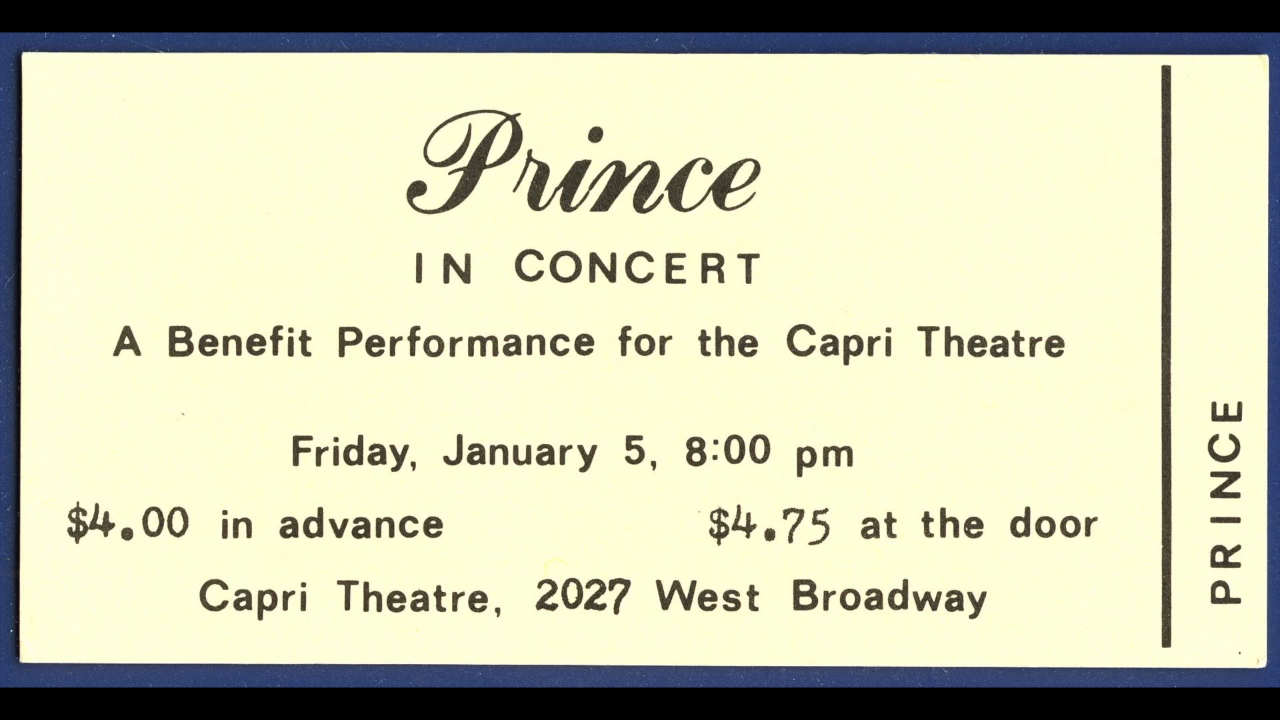 Prince
IN CONCERT
A Benefit Performance for the Capri Theatre
Friday, January 5, 8:00 pm
$4.00 in advance $4.75 at the door
Capri Theatre, 2027 West Broadway
PRINCE